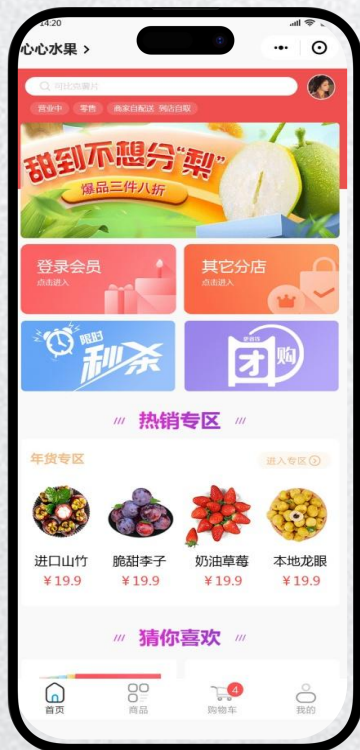 14:20
心心水果 >
可比克薯片
营业中 零售 商家自配送 到店自取
甜到不想分“梨”
爆品三件八折
登录会员
点击进入
其它分店
点击进入
限时
秒杀
团购
热销专区
年货专区
进入专区
进口山竹 脆甜李子 奶油草莓 本地龙眼
￥19.9 ￥19.9 ￥19.9 ￥19.9
猜你喜欢
4
首页 商品 购物车 我的